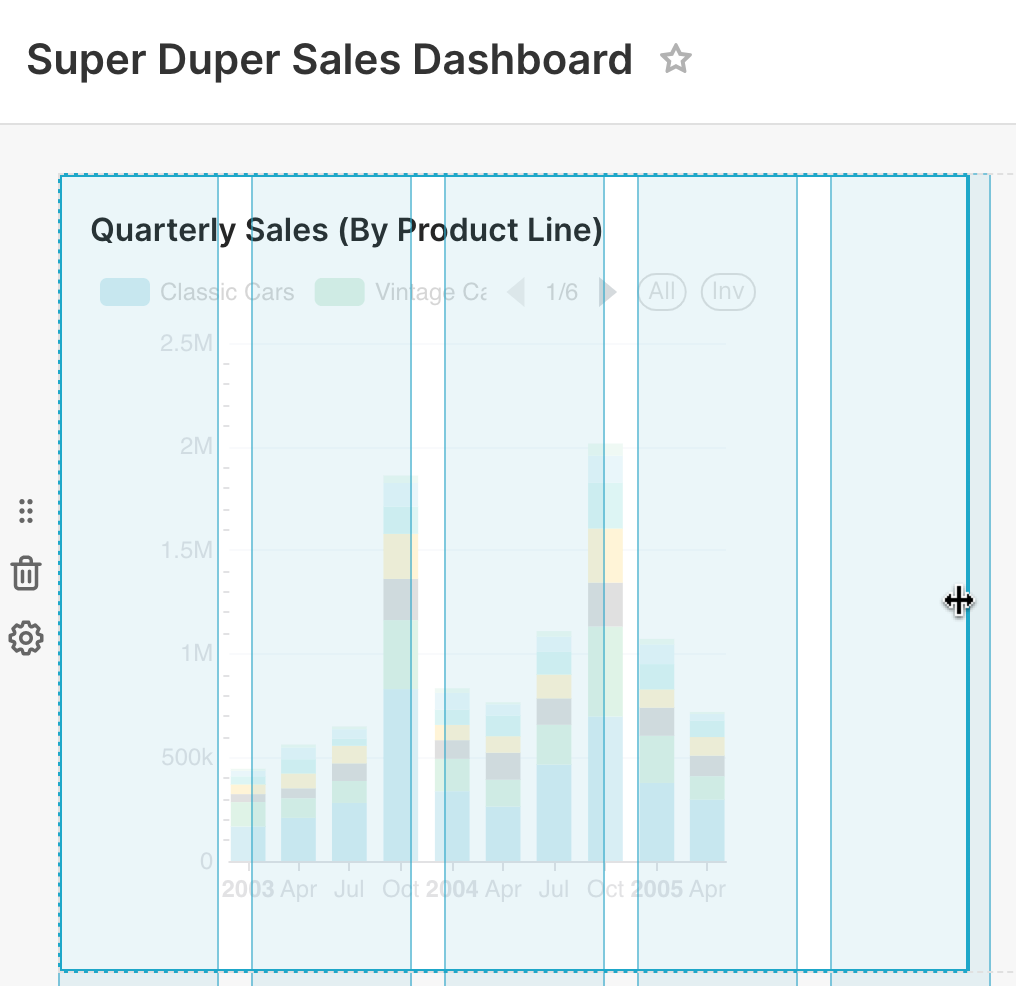 Super Duper Sales Dashboard
Quarterly Sales (By Product Line)
Classic Cars Vintage Ca 1/6 All Inv
2.5M
2M
1.5M
1M
500k
0
2003 Apr Jul Oct 2004 Apr Jul Oct 2005 Apr